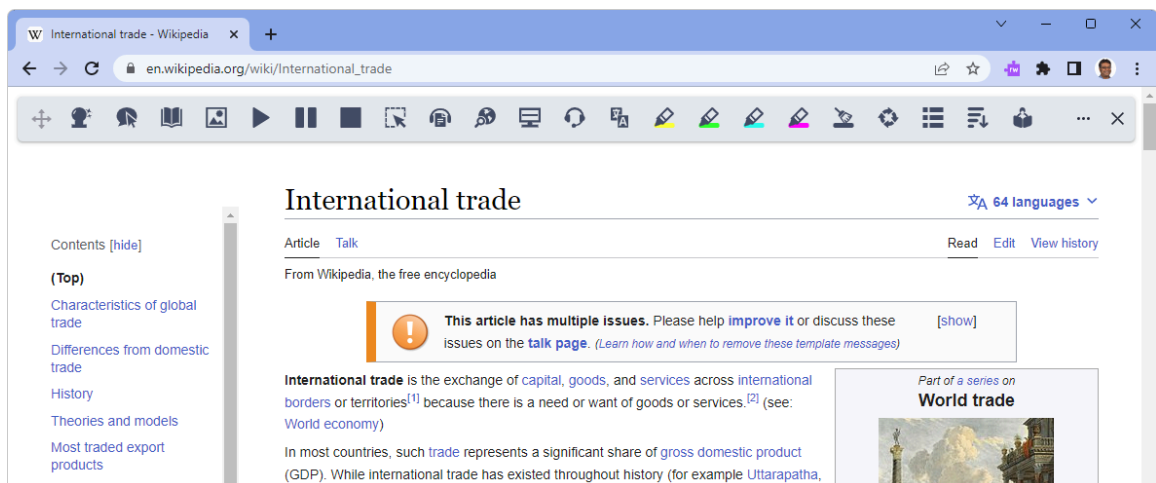 W International trade - Wikipedia
en.wikipedia.org/wiki/International_trade
rw
International trade
64 languages
Contents [hide]
Article Talk
Read Edit View history
From Wikipedia, the free encyclopedia
(Top)
Characteristics of global
trade
Differences from domestic
trade
History
Theories and models
Most traded export
products
This article has multiple issues. Please help improve it or discuss these
issues on the talk page. (Learn how and when to remove these template messages)
[show]
International trade is the exchange of capital, goods, and services across international
borders or territories[1] because there is a need or want of goods or services.[2] (see:
World economy)
In most countries, such trade represents a significant share of gross domestic product
(GDP). While international trade has existed throughout history (for example Uttarapatha,
Part of a series on
World trade